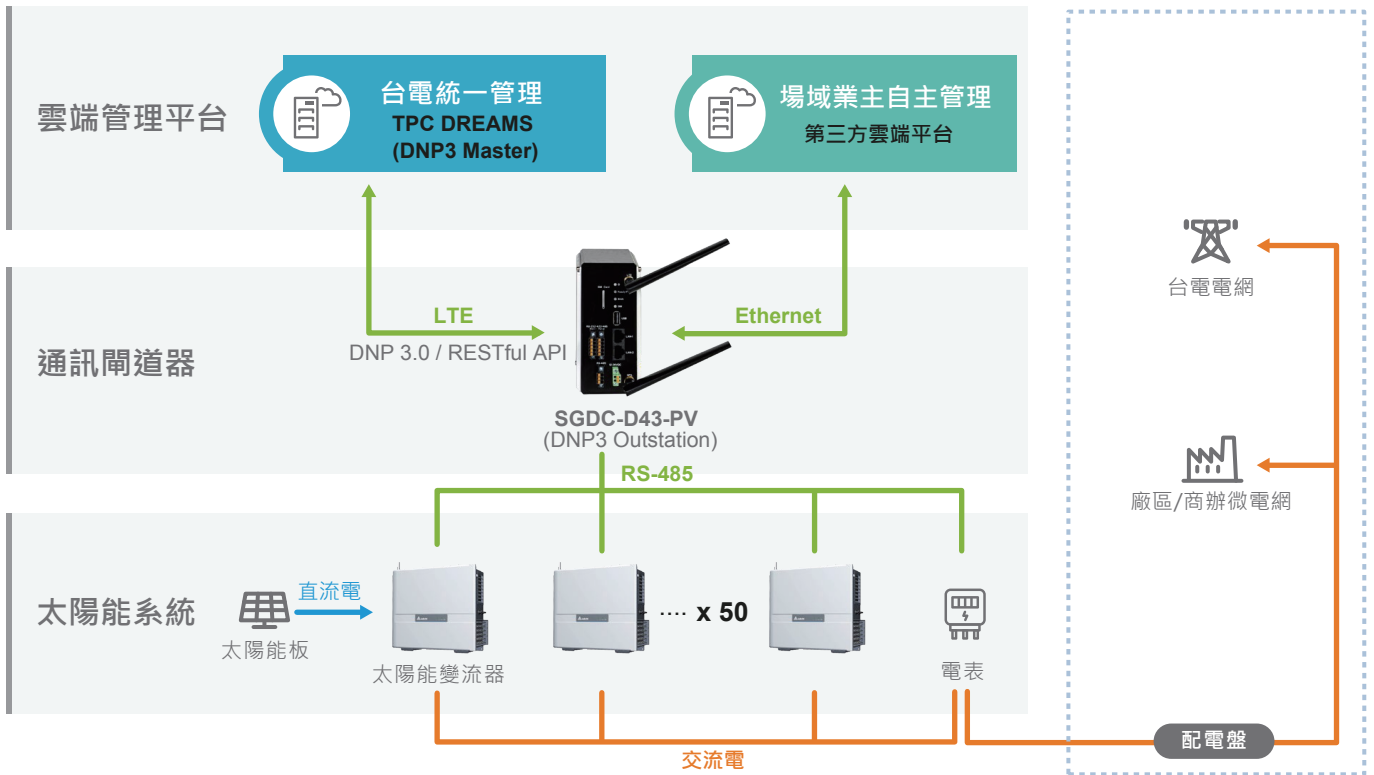 雲端管理平台
台電統一管理
TPC DREAMS
(DNP3 Master)
場域業主自主管理
第三方雲端平台
通訊閘道器
LTE
DNP 3.0 / RESTful API
Ethernet
SGDC-D43-PV
(DNP3 Outstation)
RS-485
太陽能系統
太陽能板
直流電
太陽能變流器
···· x 50
電表
交流電
台電電網
廠區/商辦微電網
配電盤